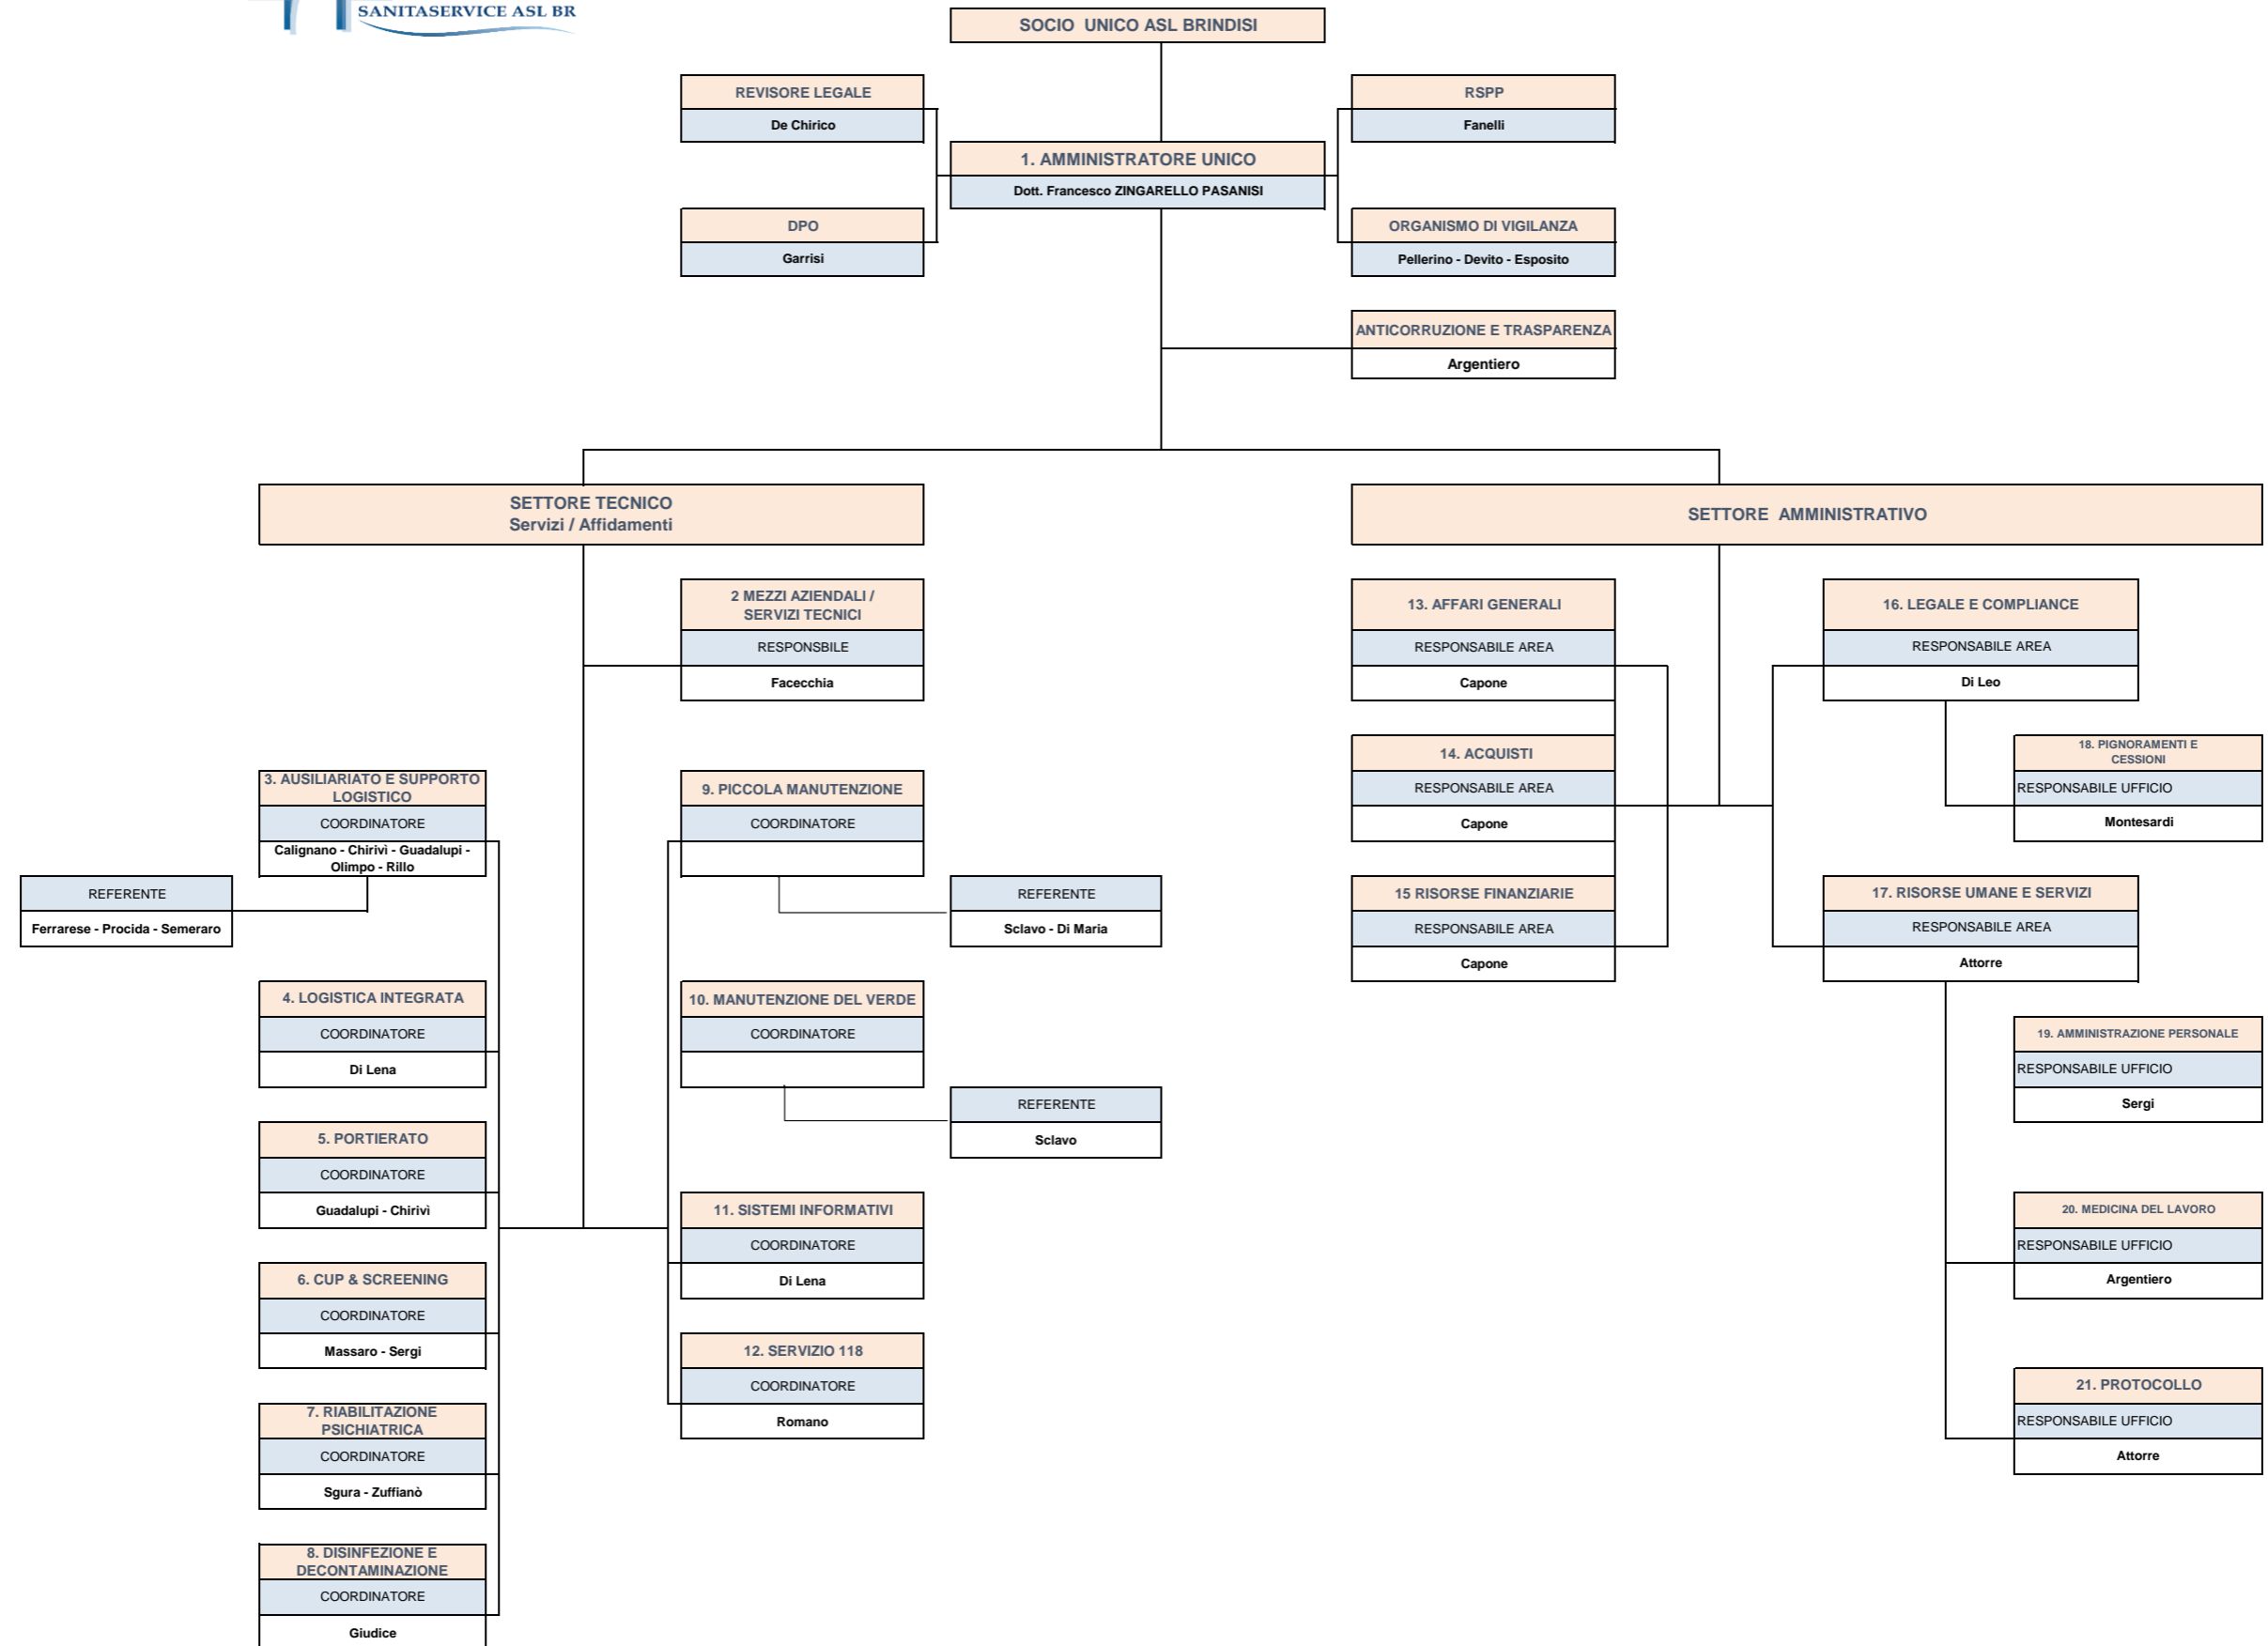 SANITASERVICE ASL BR
SOCIO UNICO ASL BRINDISI
REVISORE LEGALE
De Chirico
RSPP
Fanelli
1. AMMINISTRATORE UNICO
Dott. Francesco ZINGARELLO PASANISI
DPO
Garrisi
ORGANISMO DI VIGILANZA
Pellerino - Devito - Esposito
ANTICORRUZIONE E TRASPARENZA
Argentiero
SETTORE TECNICO
Servizi / Affidamenti
SETTORE AMMINISTRATIVO
2 MEZZI AZIENDALI /
SERVIZI TECNICI
RESPONSBILE
Facecchia
3. AUSILIARIATO E SUPPORTO
LOGISTICO
COORDINATORE
Calignano - Chirivì - Guadalupi -
Olimpo - Rillo
REFERENTE
Ferrarese - Procida - Semeraro
4. LOGISTICA INTEGRATA
COORDINATORE
Di Lena
5. PORTIERATO
COORDINATORE
Guadalupi - Chirivì
6. CUP & SCREENING
COORDINATORE
Massaro - Sergi
7. RIABILITAZIONE
PSICHIATRICA
COORDINATORE
Sgura - Zuffianò
8. DISINFEZIONE E
DECONTAMINAZIONE
COORDINATORE
Giudice
9. PICCOLA MANUTENZIONE
COORDINATORE
REFERENTE
Sclavo - Di Maria
10. MANUTENZIONE DEL VERDE
COORDINATORE
REFERENTE
Sclavo
11. SISTEMI INFORMATIVI
COORDINATORE
Di Lena
12. SERVIZIO 118
COORDINATORE
Romano
13. AFFARI GENERALI
RESPONSABILE AREA
Capone
14. ACQUISTI
RESPONSABILE AREA
Capone
15 RISORSE FINANZIARIE
RESPONSABILE AREA
Capone
16. LEGALE E COMPLIANCE
RESPONSABILE AREA
Di Leo
18. PIGNORAMENTI E
CESSIONI
RESPONSABILE UFFICIO
Montesardi
17. RISORSE UMANE E SERVIZI
RESPONSABILE AREA
Attorre
19. AMMINISTRAZIONE PERSONALE
RESPONSABILE UFFICIO
Sergi
20. MEDICINA DEL LAVORO
RESPONSABILE UFFICIO
Argentiero
21. PROTOCOLLO
RESPONSABILE UFFICIO
Attorre